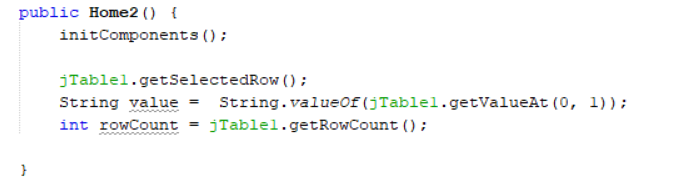 public Home2() {
initComponents();
jTable1.getSelectedRow();
String value =  String.valueOf(jTable1.getValueAt(0, 1));
int rowCount = jTable1.getRowCount();
}